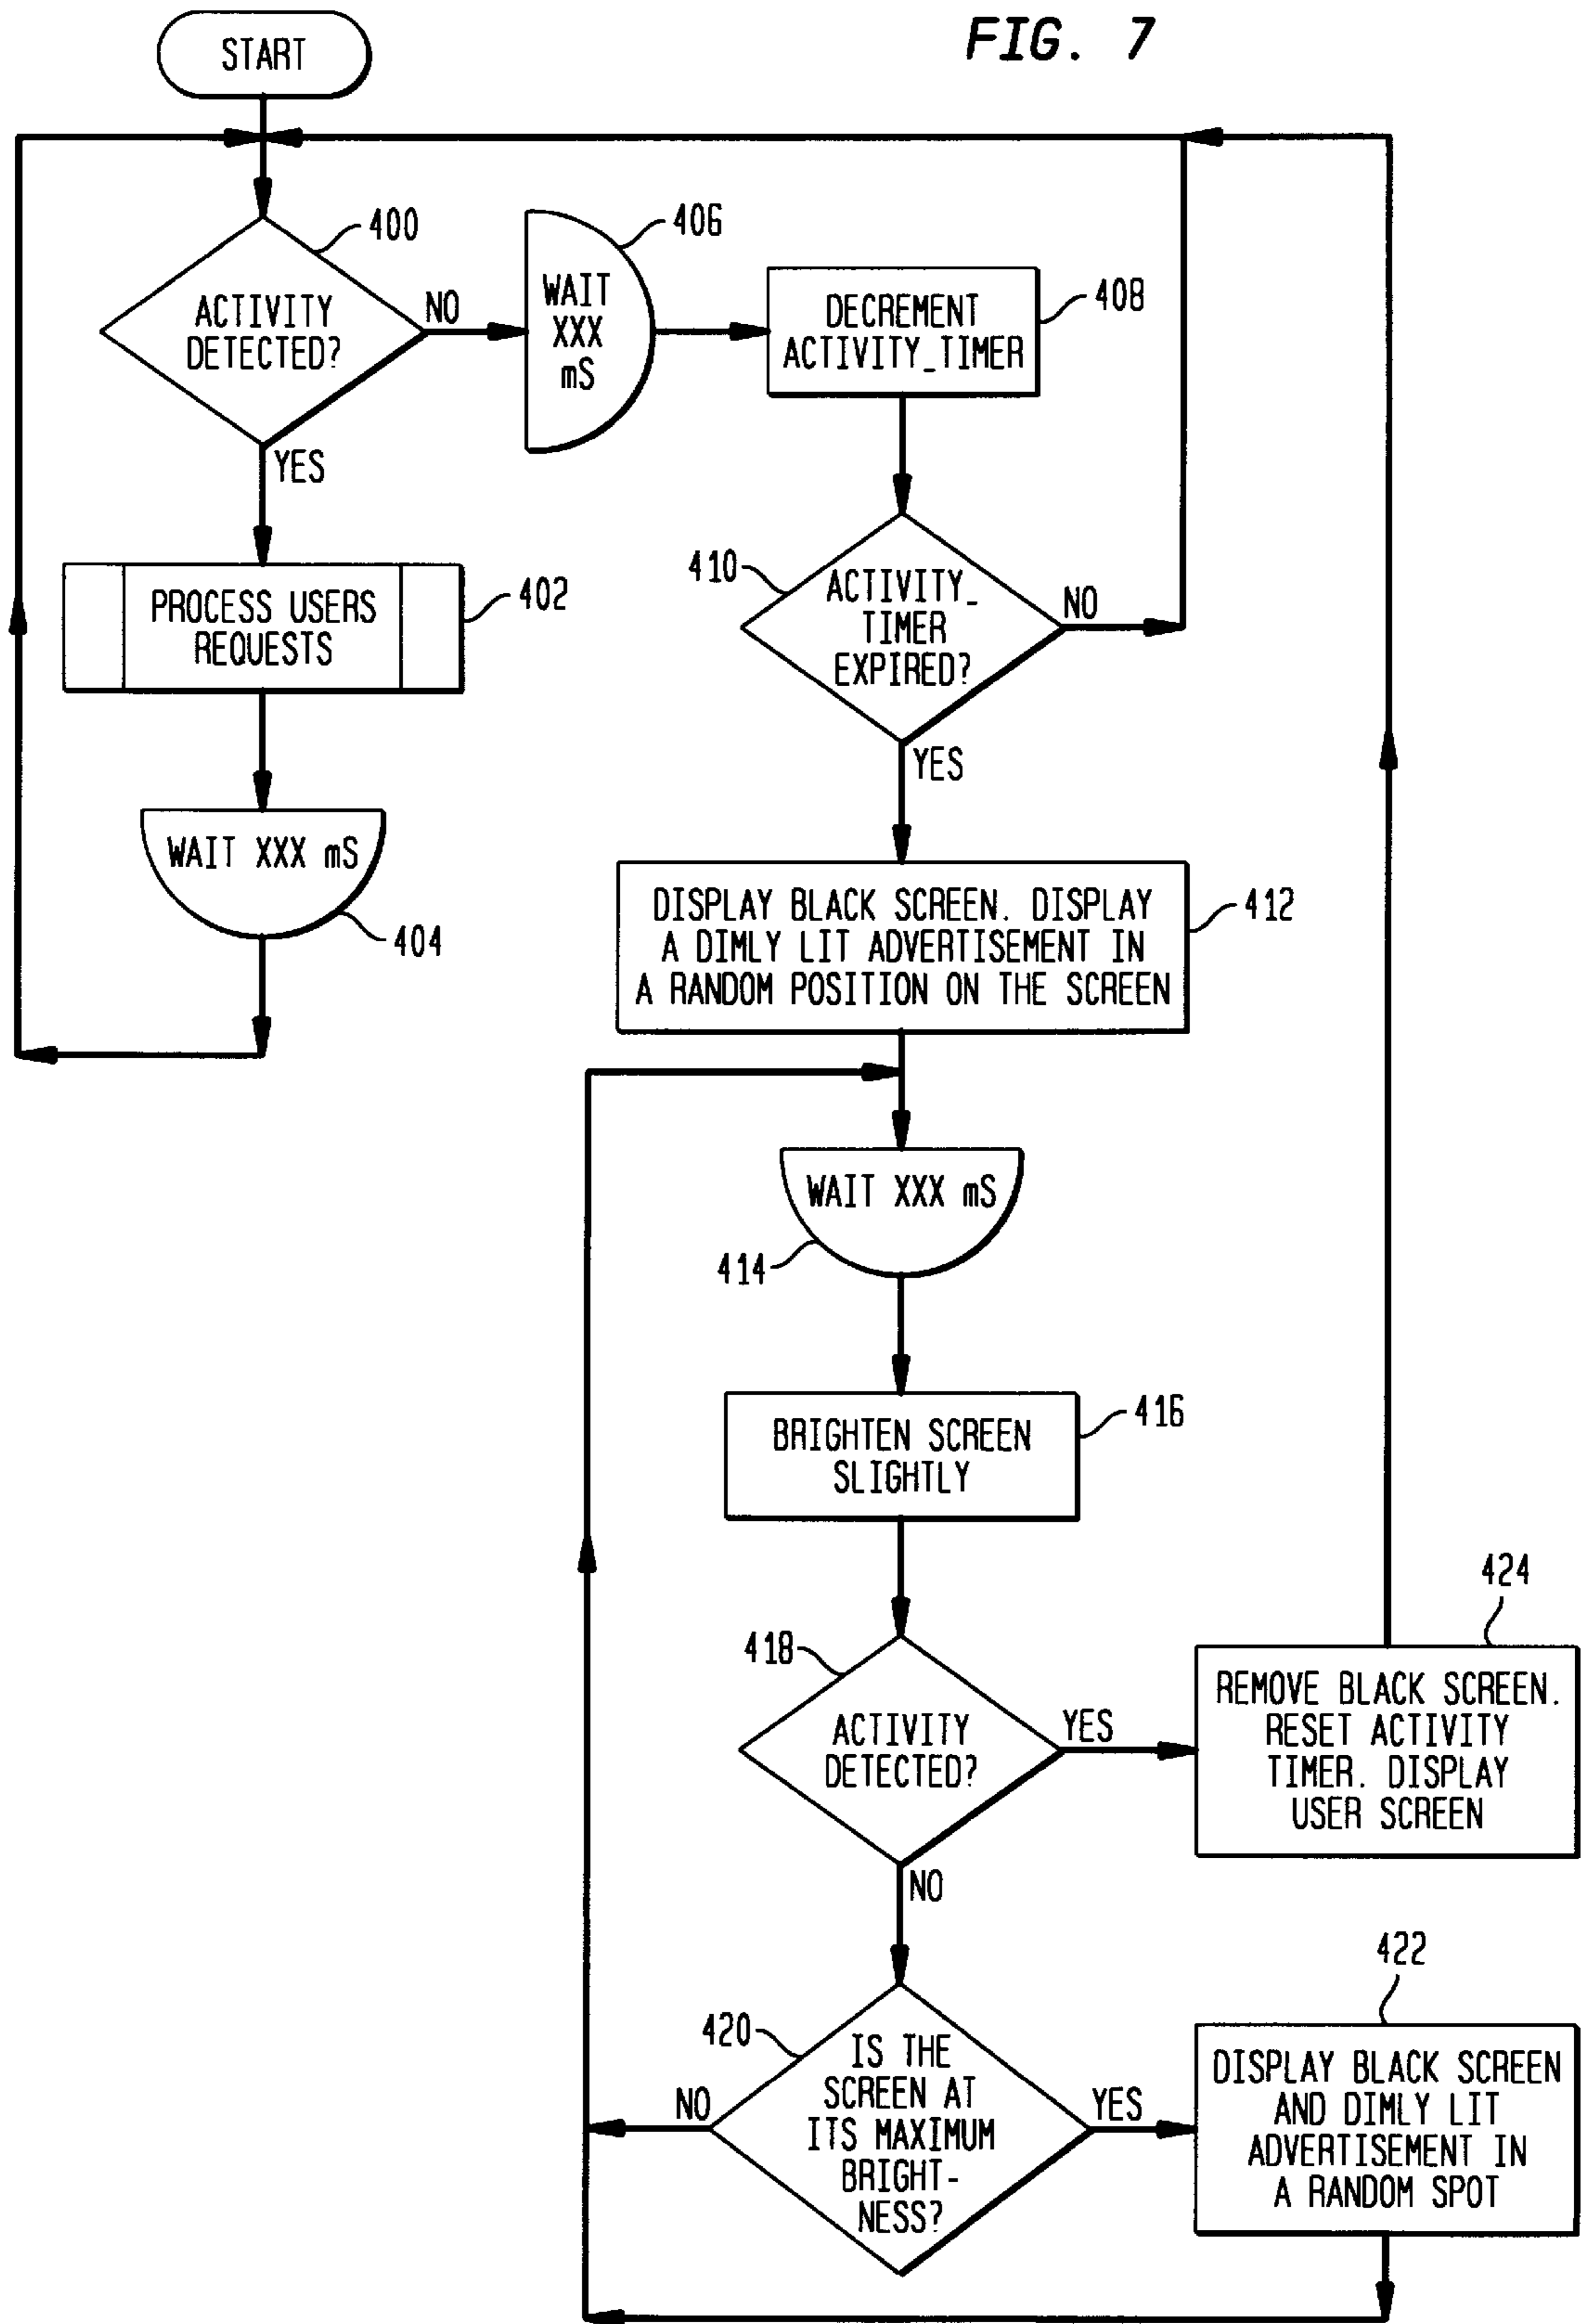 FIG. 7
START
400
ACTIVITY
DETECTED?
NO
YES
406
WAIT
XXX
mS
DECREMENT
ACTIVITY_TIMER
408
PROCESS USERS
REQUESTS
402
WAIT XXX mS
404
410
ACTIVITY_
TIMER
EXPIRED?
NO
YES
DISPLAY BLACK SCREEN. DISPLAY
A DIMLY LIT ADVERTISEMENT IN
A RANDOM POSITION ON THE SCREEN
412
WAIT XXX mS
414
BRIGHTEN SCREEN
SLIGHTLY
416
418
ACTIVITY
DETECTED?
YES
NO
424
REMOVE BLACK SCREEN.
RESET ACTIVITY
TIMER. DISPLAY
USER SCREEN
420
IS THE
SCREEN AT
ITS MAXIMUM
BRIGHT-
NESS?
NO
YES
422
DISPLAY BLACK SCREEN
AND DIMLY LIT
ADVERTISEMENT IN
A RANDOM SPOT